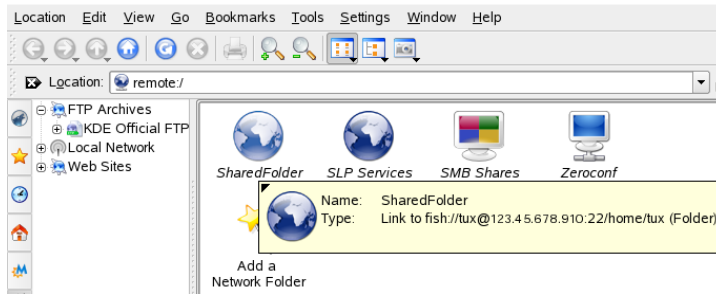 Location Edit View Go Bookmarks Tools Settings Window Help
Location: remote:/
FTP Archives
KDE Official FTP
Local Network
Web Sites
SharedFolder SLP Services SMB Shares Zeroconf
Name: SharedFolder
Type: Link to fish://tux@123.45.678.910:22/home/tux (Folder)
Add a
Network Folder